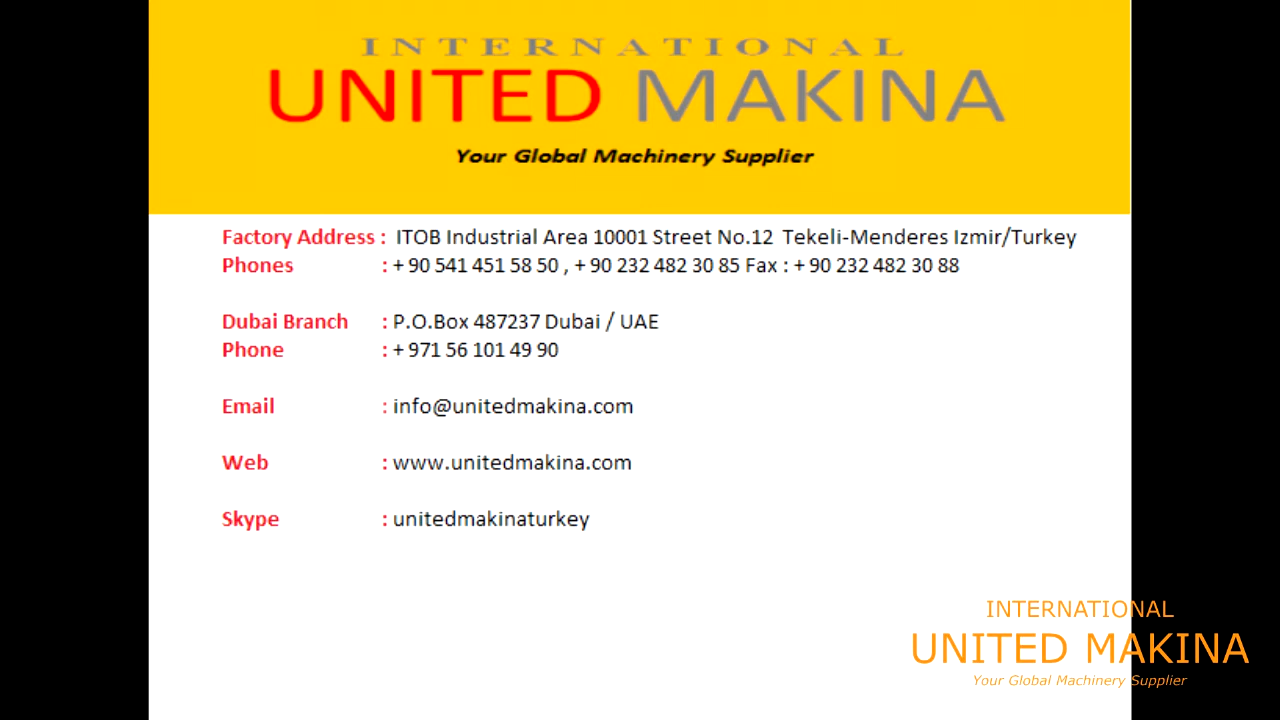 INTERNATIONAL
UNITED MAKINA
Your Global Machinery Supplier
Factory Address : ITOB Industrial Area 10001 Street No.12 Tekeli-Menderes Izmir/Turkey
Phones : + 90 541 451 58 50 , + 90 232 482 30 85 Fax : + 90 232 482 30 88
Dubai Branch : P.O.Box 487237 Dubai / UAE
Phone : + 971 56 101 49 90
Email : info@unitedmakina.com
Web : www.unitedmakina.com
Skype : unitedmakinaturkey
INTERNATIONAL
UNITED MAKINA
Your Global Machinery Supplier